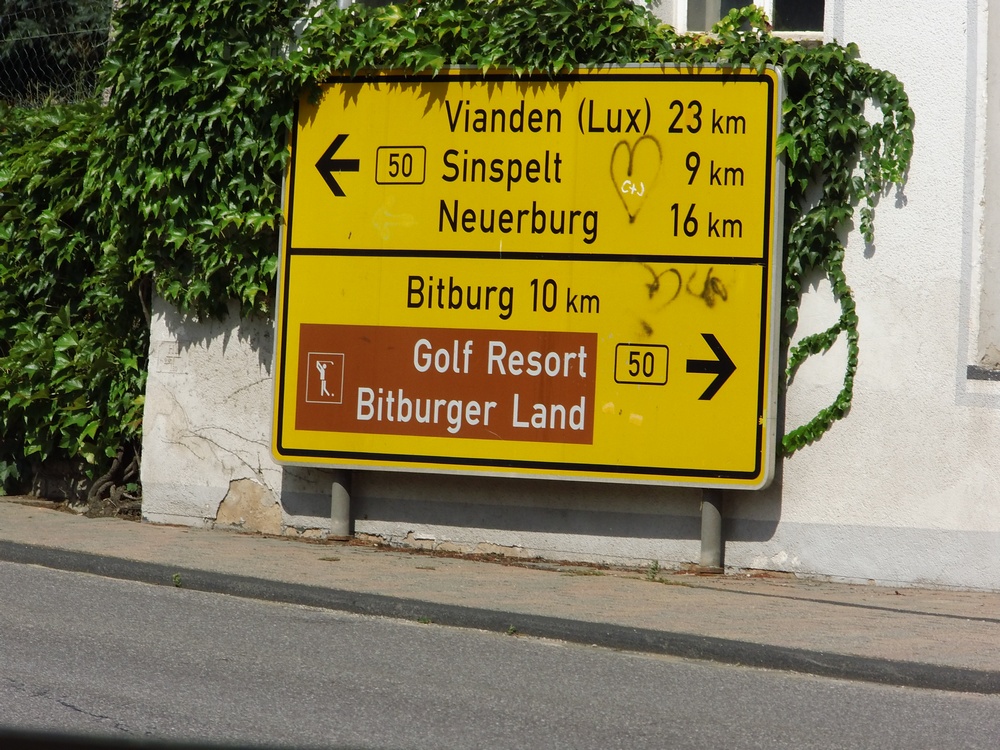 Vianden (Lux) 23 km
50 Sinspelt 9 km
C+J
Neuerburg 16 km
Bitburg 10 km
Golf Resort
50
Bitburger Land